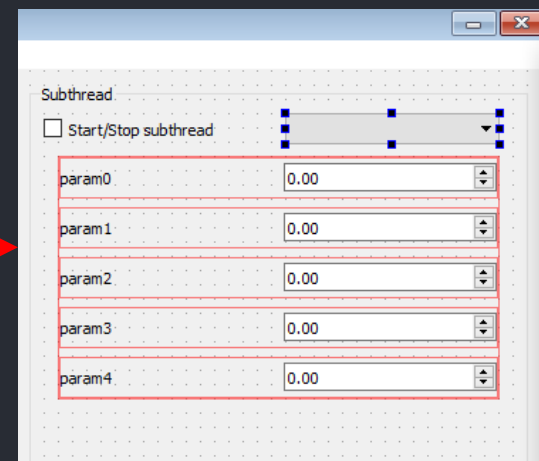 Subthread
Start/Stop subthread
param0 0.00
param1 0.00
param2 0.00
param3 0.00
param4 0.00